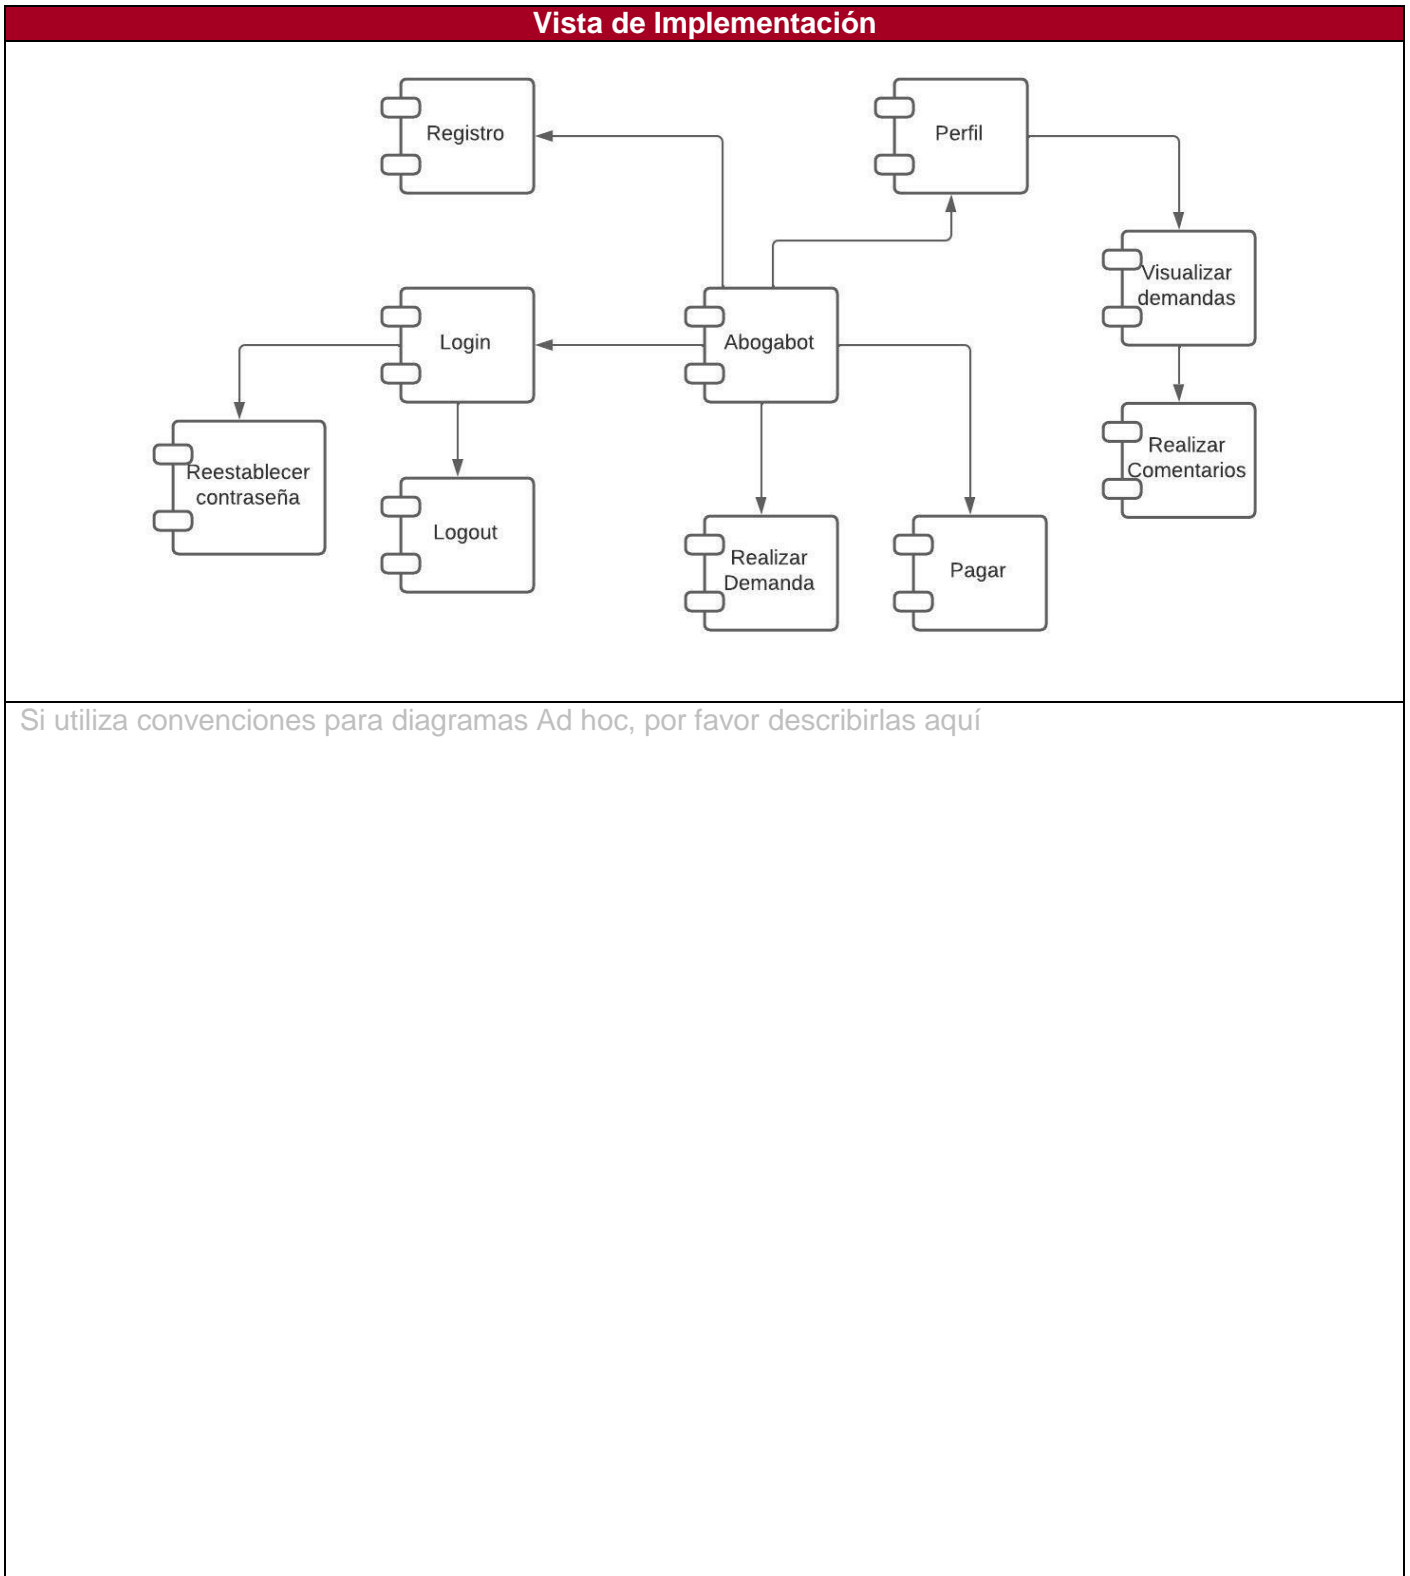 Vista de Implementación
Registro
Perfil
Visualizar
demandas
Login
Abogabot
Reestablecer
contraseña
Logout
Realizar
Demanda
Pagar
Realizar
Comentarios
Si utiliza convenciones para diagramas Ad hoc, por favor describirlas aquí